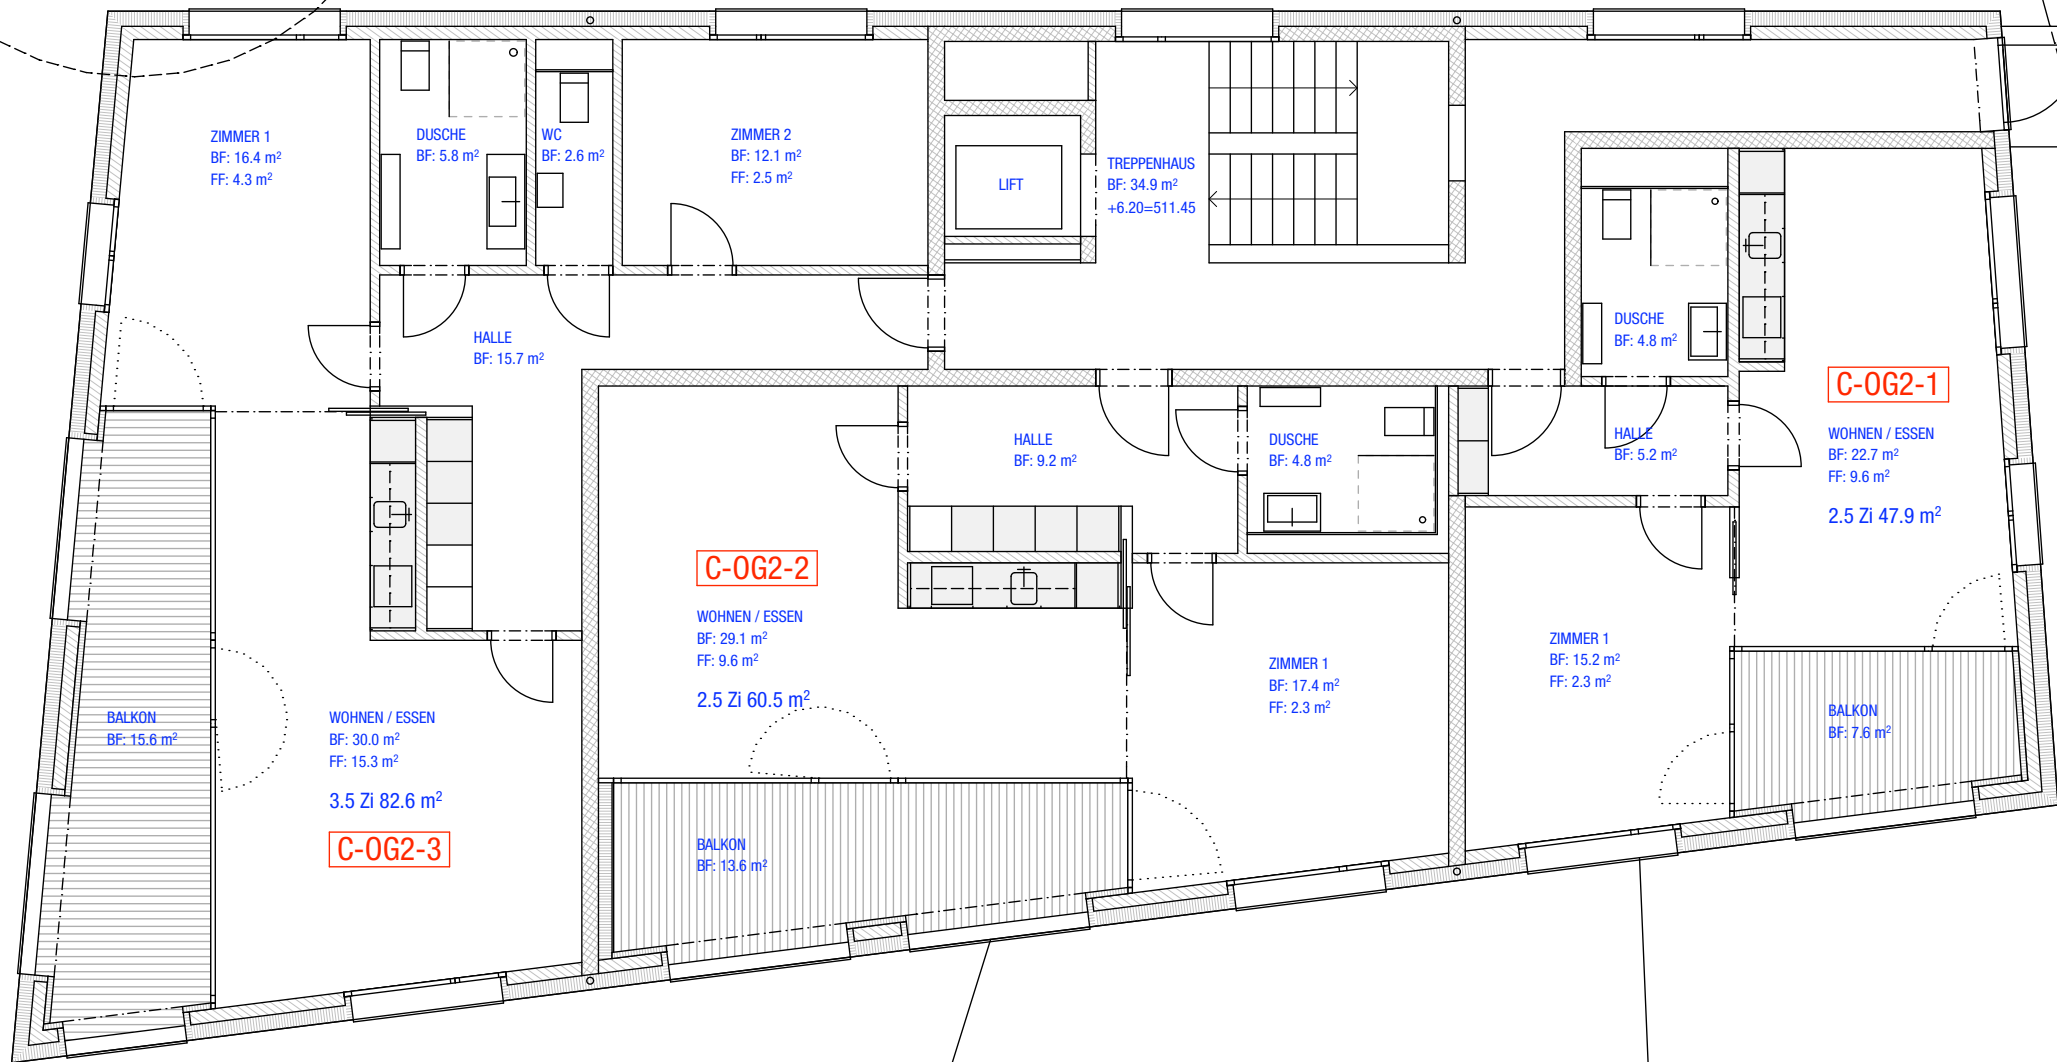 ZIMMER 1
BF: 16.4 m²
FF: 4.3 m²
DUSCHE
BF: 5.8 m²
WC
BF: 2.6 m²
ZIMMER 2
BF: 12.1 m²
FF: 2.5 m²
LIFT
TREPPENHAUS
BF: 34.9 m²
+6.20=511.45
DUSCHE
BF: 4.8 m²
HALLE
BF: 15.7 m²
C-OG2-1
WOHNEN / ESSEN
BF: 22.7 m²
FF: 9.6 m²
2.5 Zi 47.9 m²
HALLE
BF: 9.2 m²
DUSCHE
BF: 4.8 m²
HALLE
BF: 5.2 m²
C-OG2-2
WOHNEN / ESSEN
BF: 29.1 m²
FF: 9.6 m²
2.5 Zi 60.5 m²
ZIMMER 1
BF: 17.4 m²
FF: 2.3 m²
ZIMMER 1
BF: 15.2 m²
FF: 2.3 m²
BALKON
BF: 7.6 m²
BALKON
BF: 15.6 m²
WOHNEN / ESSEN
BF: 30.0 m²
FF: 15.3 m²
3.5 Zi 82.6 m²
C-OG2-3
BALKON
BF: 13.6 m²